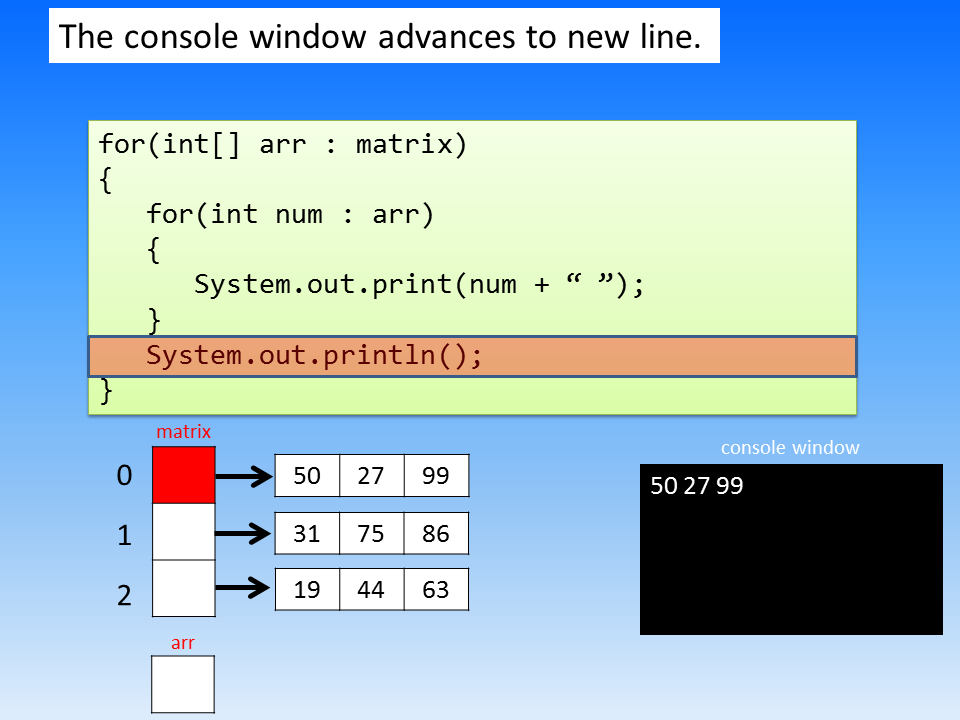 The console window advances to new line.
for(int[] arr : matrix)
{
   for(int num : arr)
   {
      System.out.print(num + “ ”);
   }
   System.out.println();
}
matrix
0
50 27 99
1
31 75 86
2
19 44 63
arr
console window
50 27 99